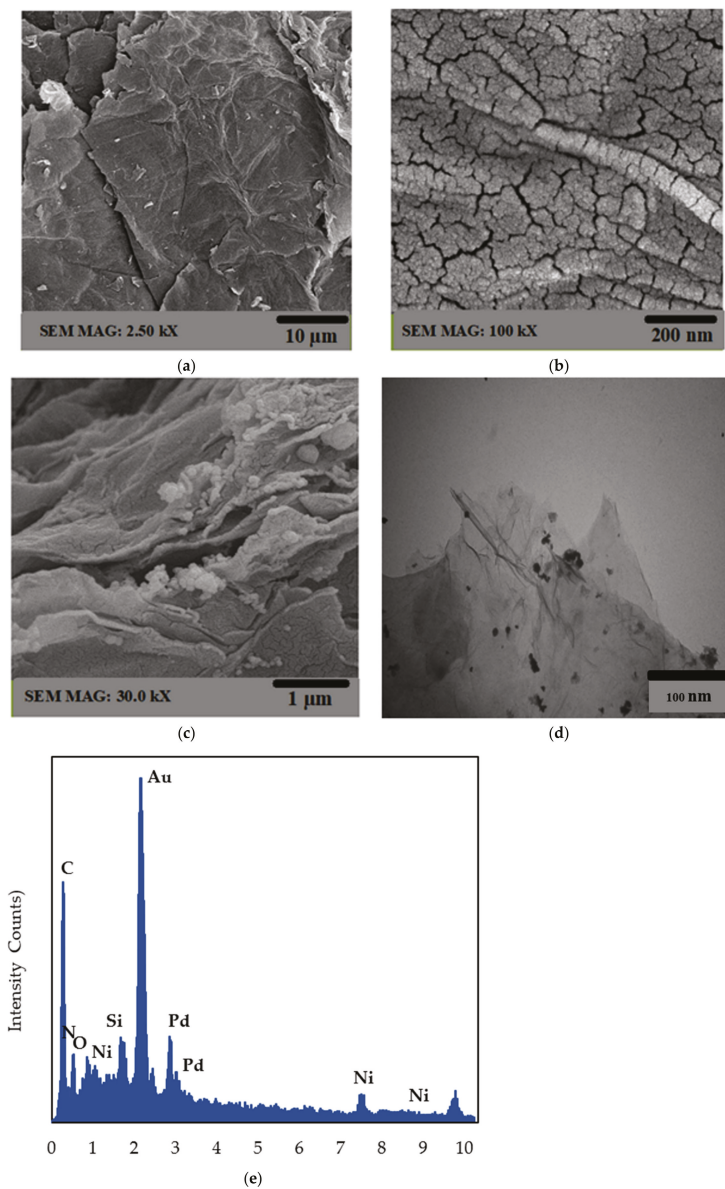 SEM MAG: 2.50 kX
10 µm
(a)
SEM MAG: 100 kX
200 nm
(b)
SEM MAG: 30.0 kX
1 µm
(c)
100 nm
(d)
Intensity Counts)
Au
C
N
O
Ni
Si
Pd
Pd
Ni
Ni
0 1 2 3 4 5 6 7 8 9 10
(e)